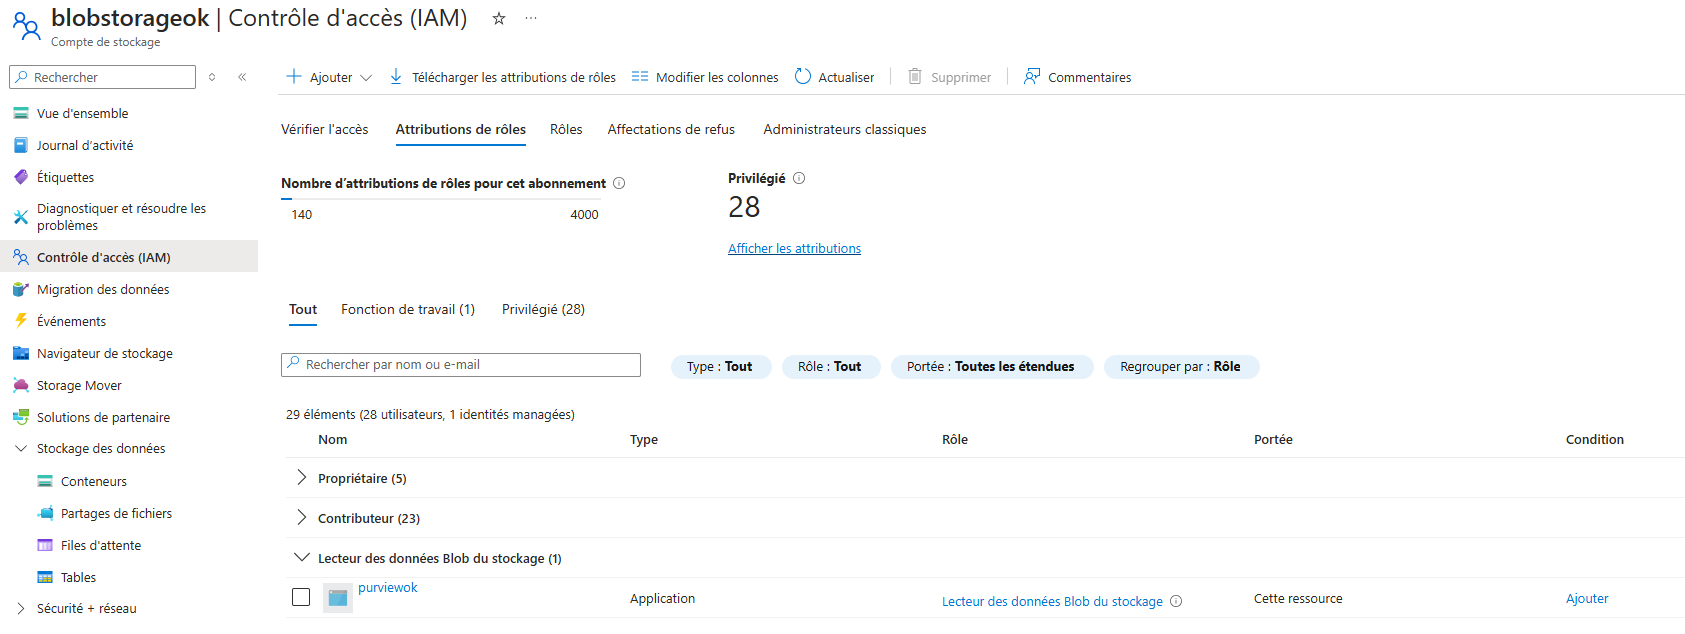 blobstorageok | Contrôle d'accès (IAM) ☆ ···
Compte de stockage
Rechercher
Ajouter
Télécharger les attributions de rôles
Modifier les colonnes
Actualiser
Supprimer
Commentaires
Vue d'ensemble
Journal d’activité
Étiquettes
Diagnostiquer et résoudre les
problèmes
Contrôle d'accès (IAM)
Migration des données
Événements
Navigateur de stockage
Storage Mover
Solutions de partenaire
Stockage des données
Conteneurs
Partages de fichiers
Files d'attente
Tables
Sécurité + réseau
Vérifier l'accès
Attributions de rôles
Rôles
Affectations de refus
Administrateurs classiques
Nombre d’attributions de rôles pour cet abonnement
140
4000
Privilégié
28
Afficher les attributions
Tout
Fonction de travail (1)
Privilégié (28)
Rechercher par nom ou e-mail
Type : Tout
Rôle : Tout
Portée : Toutes les étendues
Regrouper par : Rôle
29 éléments (28 utilisateurs, 1 identités managées)
Nom
Type
Rôle
Portée
Condition
Propriétaire (5)
Contributeur (23)
Lecteur des données Blob du stockage (1)
purviewok
Application
Lecteur des données Blob du stockage
Cette ressource
Ajouter